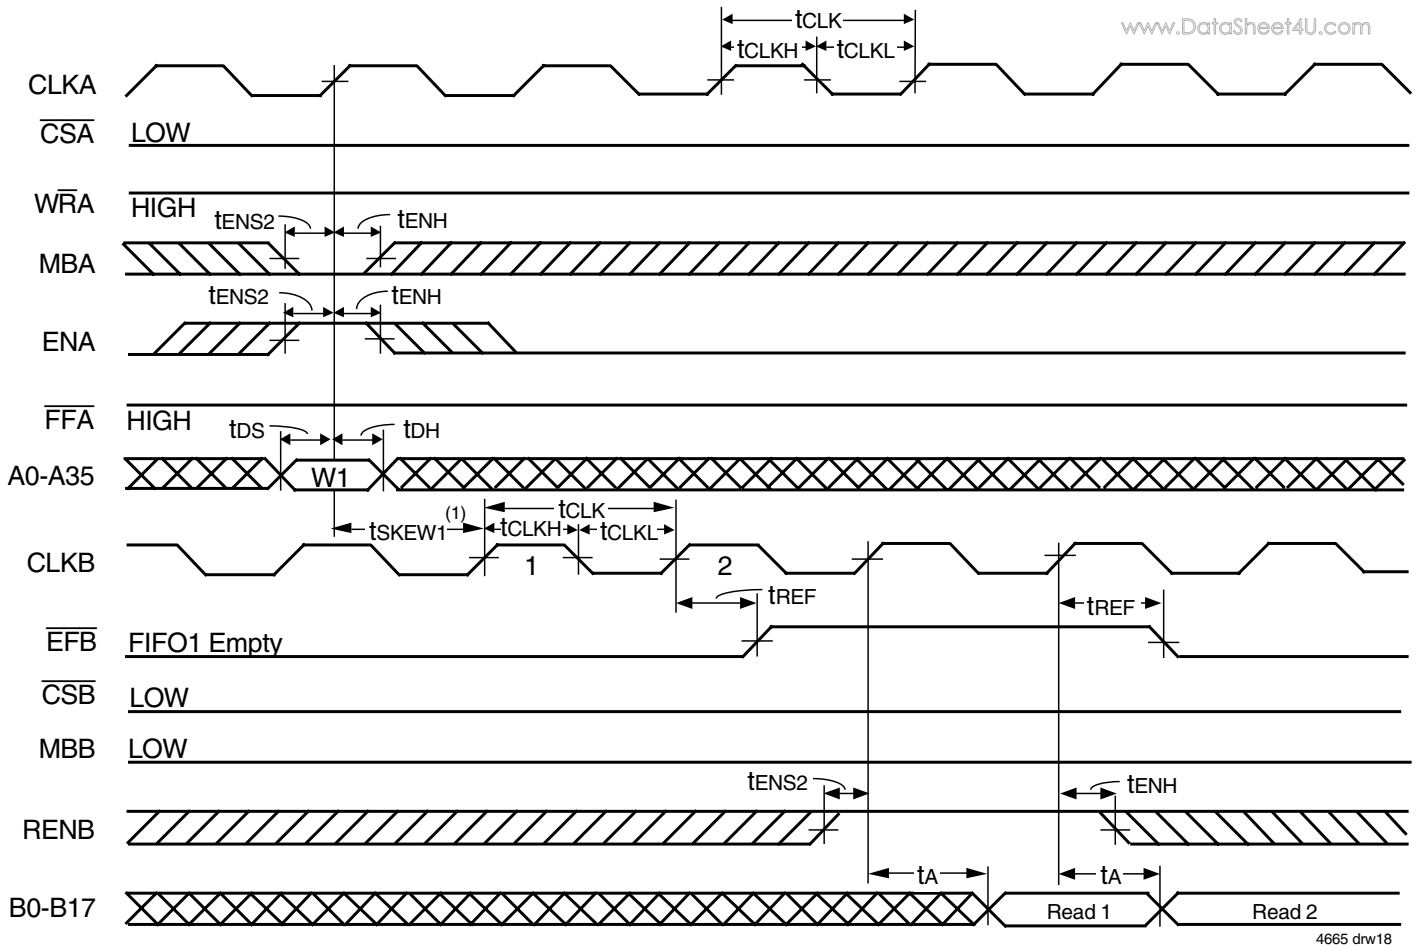 www.DataSheet4U.com
tCLK
tCLKH tCLKL
CLKA
CSA LOW
WRA HIGH
tENS2 tENH
MBA
tENS2 tENH
ENA
FFA HIGH
tDS tDH
A0-A35 W1
tSKEW1(1) tCLK
tCLKH tCLKL
CLKB 1 2
tREF tREF
EFB FIFO1 Empty
CSB LOW
MBB LOW
tENS2 tENH
RENB
tA tA
B0-B17 Read 1 Read 2
4665 drw18